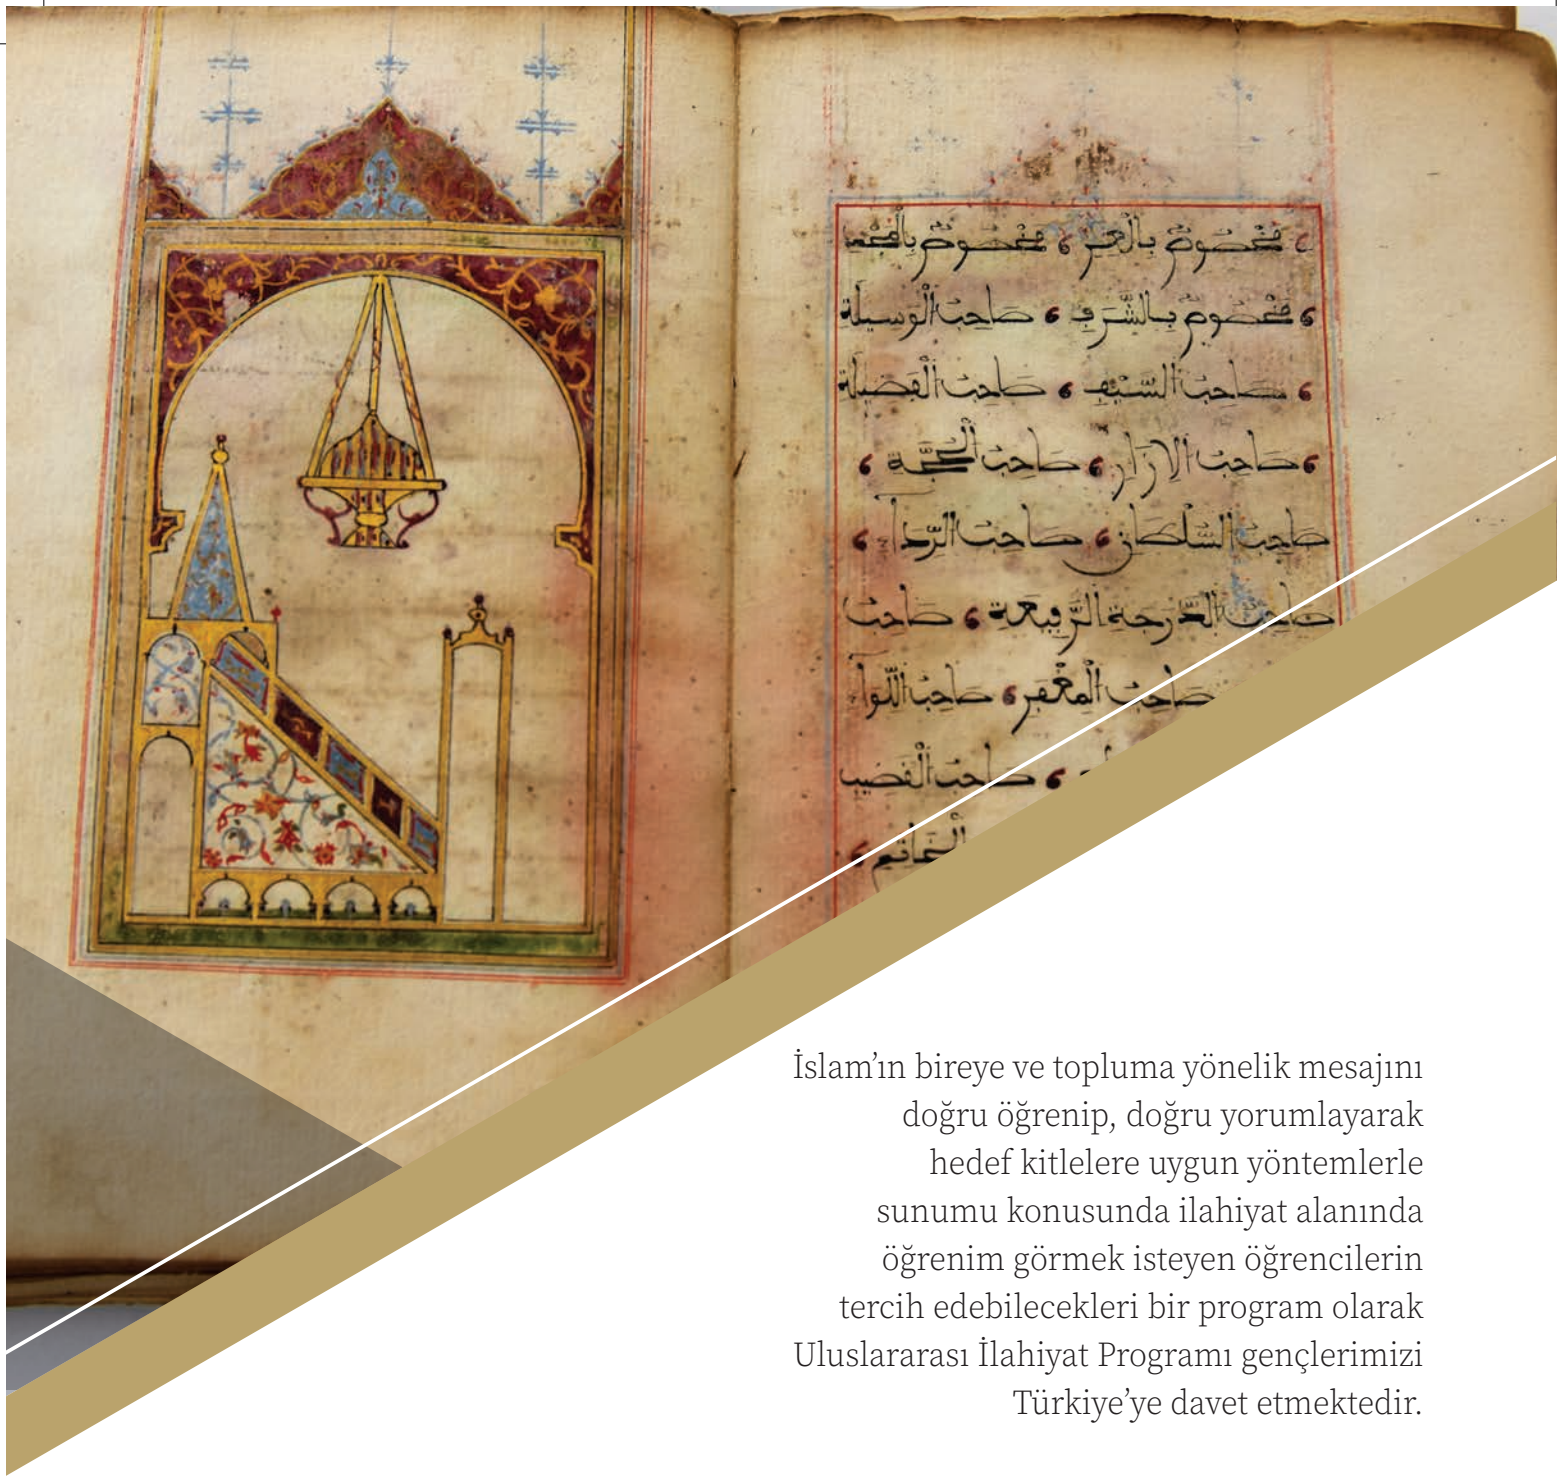 مخصوص بالعز مخصوص بالمجد
مخصوص بالشرف صاحب الوسيلة
صاحب السيف صاحب الفضيلة
صاحب الازار صاحب الحجة
صاحب السلطان صاحب الردآ
صاحب الدرجة الرفيعة صاحب
صاحب المغفر صاحب اللوآ
صاحب القضيب
الخاتم
İslam’ın bireye ve topluma yönelik mesajını
doğru öğrenip, doğru yorumlayarak
hedef kitlelere uygun yöntemlerle
sunumu konusunda ilahiyat alanında
öğrenim görmek isteyen öğrencilerin
tercih edebilecekleri bir program olarak
Uluslararası İlahiyat Programı gençlerimizi
Türkiye’ye davet etmektedir.